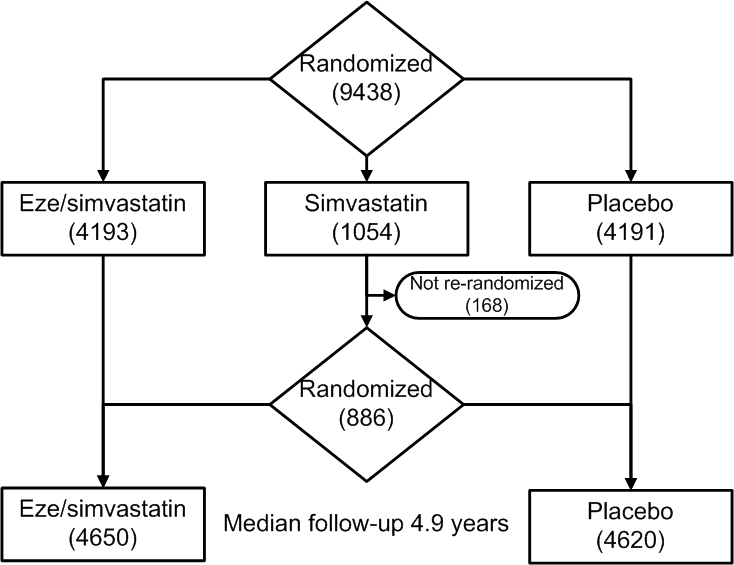 Randomized
(9438)
Eze/simvastatin
(4193)
Simvastatin
(1054)
Placebo
(4191)
Not re-randomized
(168)
Randomized
(886)
Eze/simvastatin
(4650)
Median follow-up 4.9 years
Placebo
(4620)